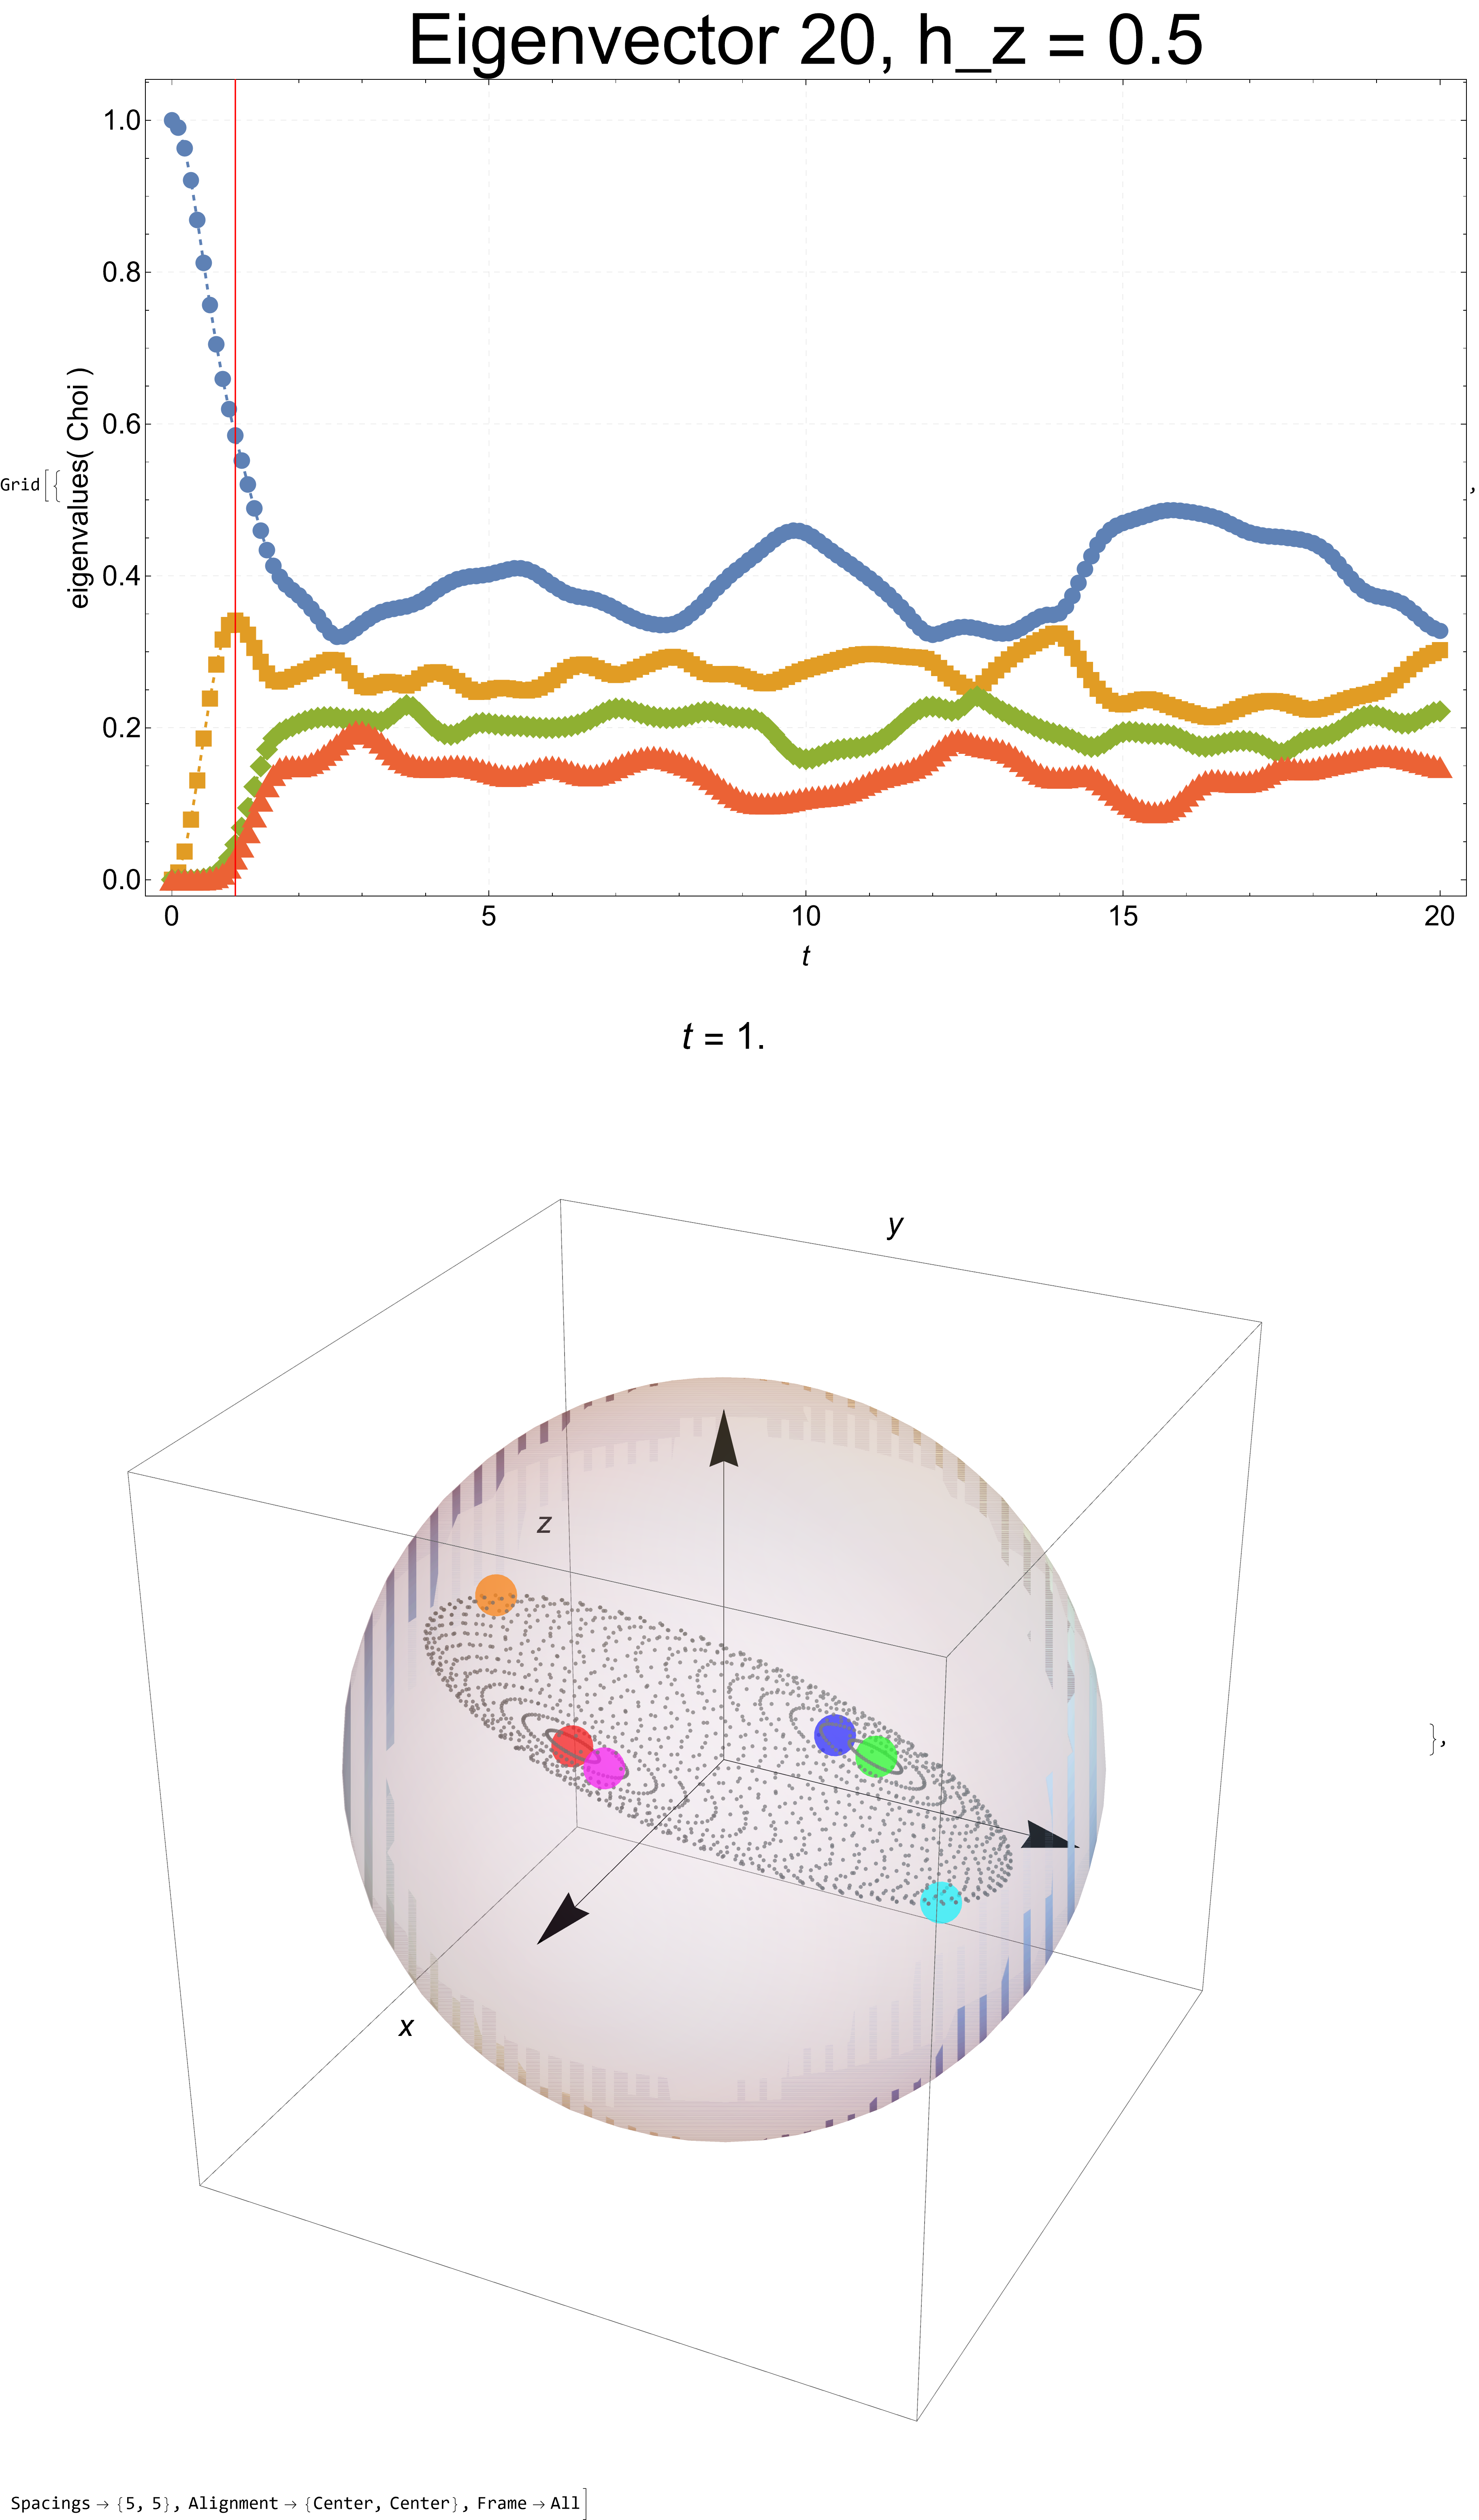 Eigenvector 20, h_z = 0.5
1.0
0.8
0.6
Grid[{
eigenvalues( Choi )
,
0.4
0.2
0.0
0 5 10 15 20
t
t = 1.
y
z
},
x
Spacings → {5, 5}, Alignment → {Center, Center}, Frame → All]